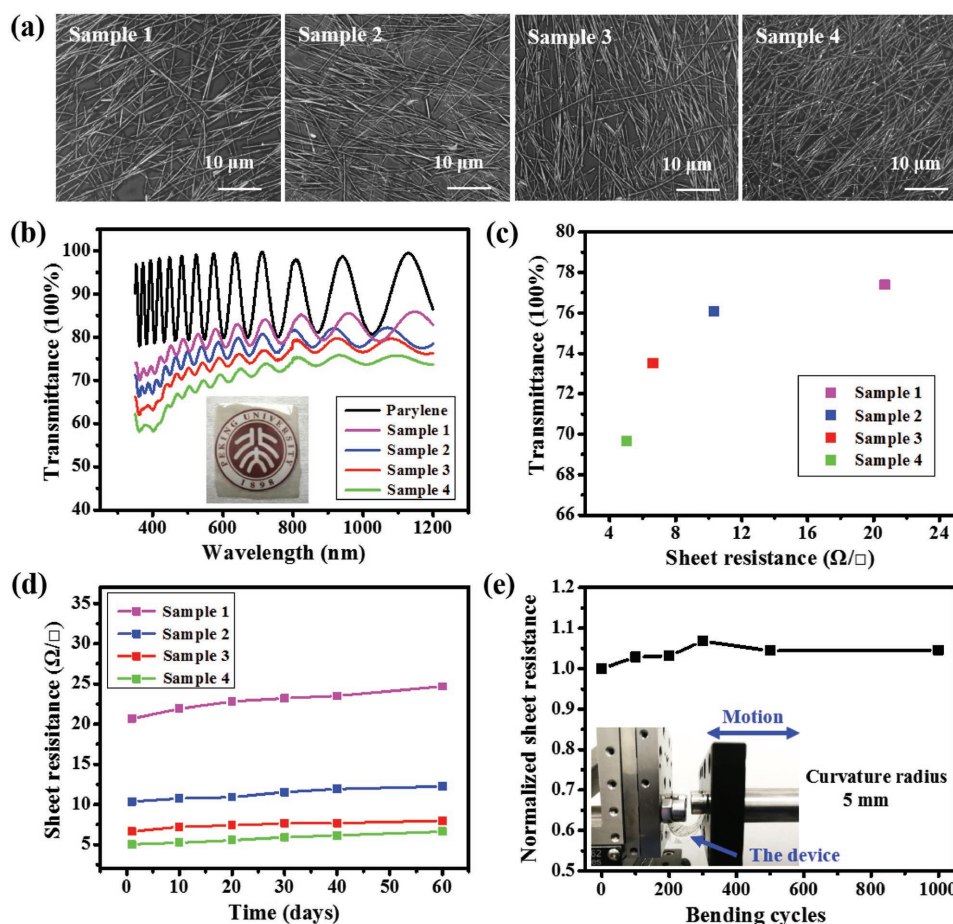 (a)
Sample 1
Sample 2
Sample 3
Sample 4
10 µm
10 µm
10 µm
10 µm
(b)
Transmittance (100%)
100
90
80
70
60
50
40
400
600
800
1000
1200
Wavelength (nm)
Parylene
Sample 1
Sample 2
Sample 3
Sample 4
PEKING UNIVERSITY
1898
(c)
Transmittance (100%)
80
78
76
74
72
70
68
66
4
8
12
16
20
24
Sheet resistance (Ω/□)
Sample 1
Sample 2
Sample 3
Sample 4
(d)
Sheet resisitance (Ω/□)
35
30
25
20
15
10
5
0
10
20
30
40
50
60
Time (days)
Sample 1
Sample 2
Sample 3
Sample 4
(e)
Normalized sheet resistance
1.2
1.1
1.0
0.9
0.8
0.7
0.6
0.5
0
200
400
600
800
1000
Bending cycles
Motion
Curvature radius
5 mm
The device